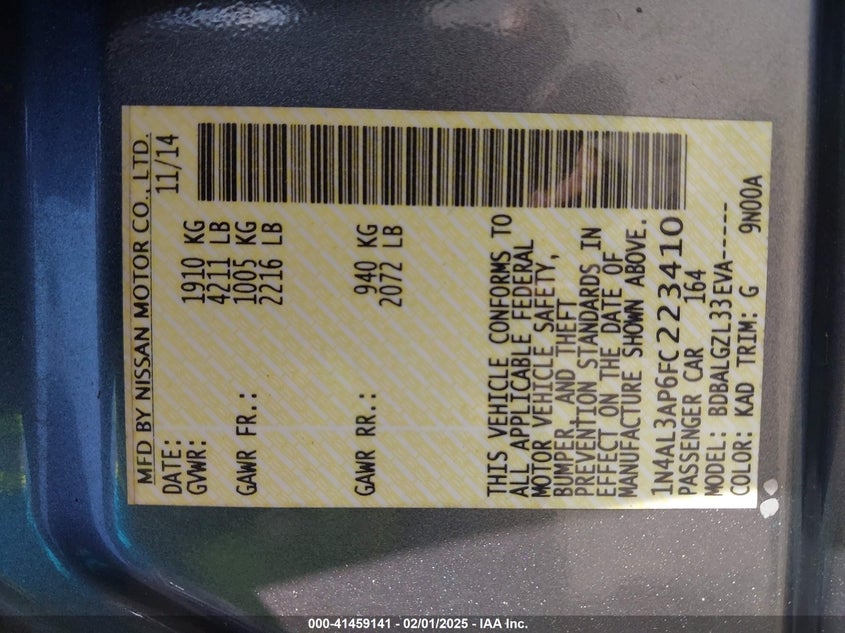 MFD BY NISSAN MOTOR CO., LTD.
DATE: 11/14
GVWR: 1910 KG
4211 LB
GAWR FR.: 1005 KG
2216 LB
GAWR RR.: 940 KG
2072 LB
THIS VEHICLE CONFORMS TO
ALL APPLICABLE FEDERAL
MOTOR VEHICLE SAFETY,
BUMPER, AND THEFT
PREVENTION STANDARDS IN
EFFECT ON THE DATE OF
MANUFACTURE SHOWN ABOVE.
1N4AL3AP6FC223410
PASSENGER CAR 164
MODEL: BDBALGZL33EVA-----
COLOR: KAD TRIM: G 9N00A
000-41459141 - 02/01/2025 - IAA Inc.